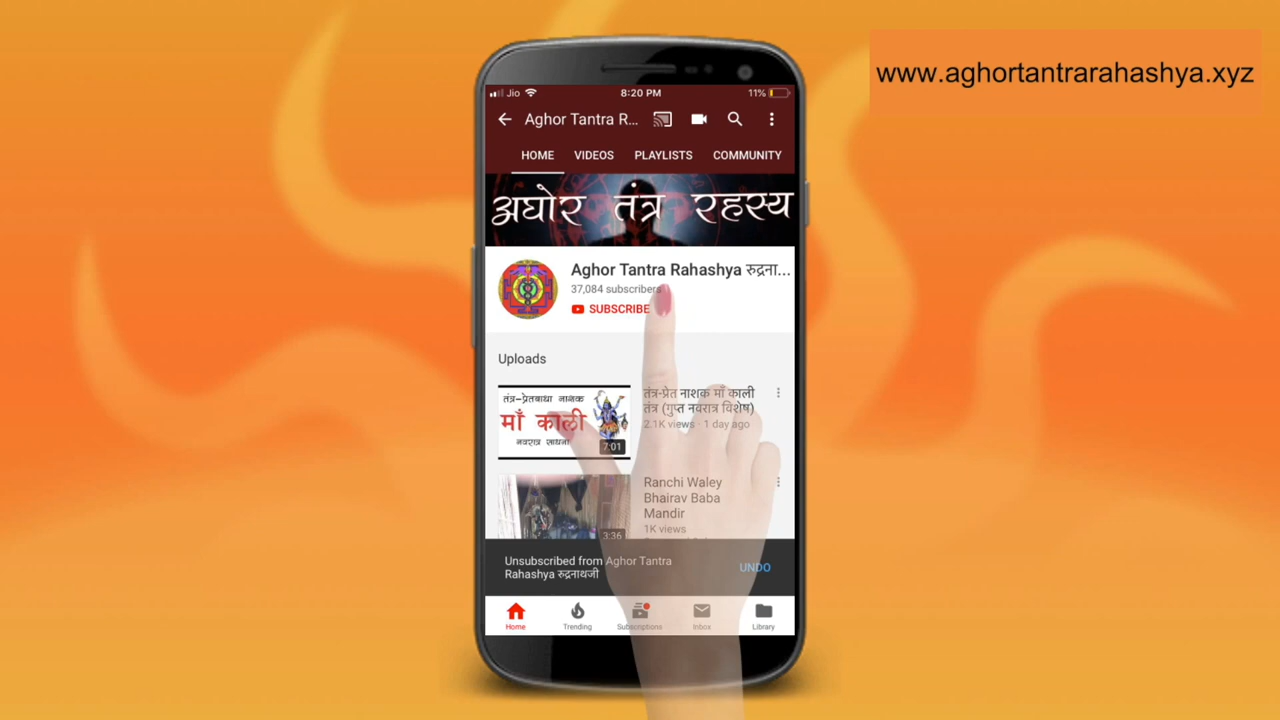 www.aghortantrarahashya.xyz
Jio
8:20 PM
11%
Aghor Tantra R...
HOME VIDEOS PLAYLISTS COMMUNITY
अघोर तंत्र रहस्य
Aghor Tantra Rahashya रुद्रना...
37,084 subscribers
SUBSCRIBE
Uploads
तंत्र-प्रेतबाधा नाशक
माँ काली
नवरात्र साधना
7:01
तंत्र-प्रेत नाशक माँ काली
तंत्र (गुप्त नवरात्र विशेष)
2.1K views · 1 day ago
Ranchi Waley
Bhairav Baba
Mandir
1K views
3:36
Unsubscribed from Aghor Tantra
Rahashya रुद्रनाथजी
UNDO
Home Trending Subscriptions Inbox Library